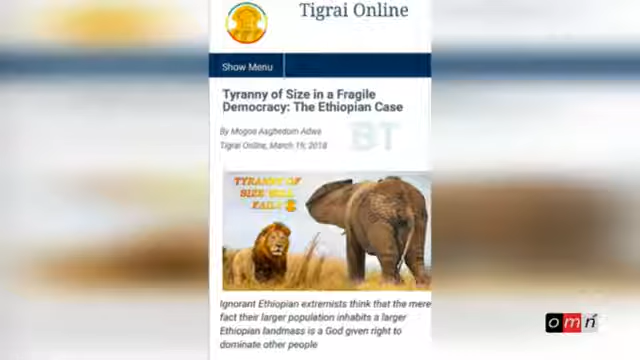 Tigrai Online
Show Menu
Tyranny of Size in a Fragile
Democracy: The Ethiopian Case
By Mogos Asghedom Adwa
Tigrai Online, March 19, 2018
BT
TYRANNY OF
SIZE WILL
FAIL
Ignorant Ethiopian extremists think that the mere
fact their larger population inhabits a larger
Ethiopian landmass is a God given right to
dominate other people
omn